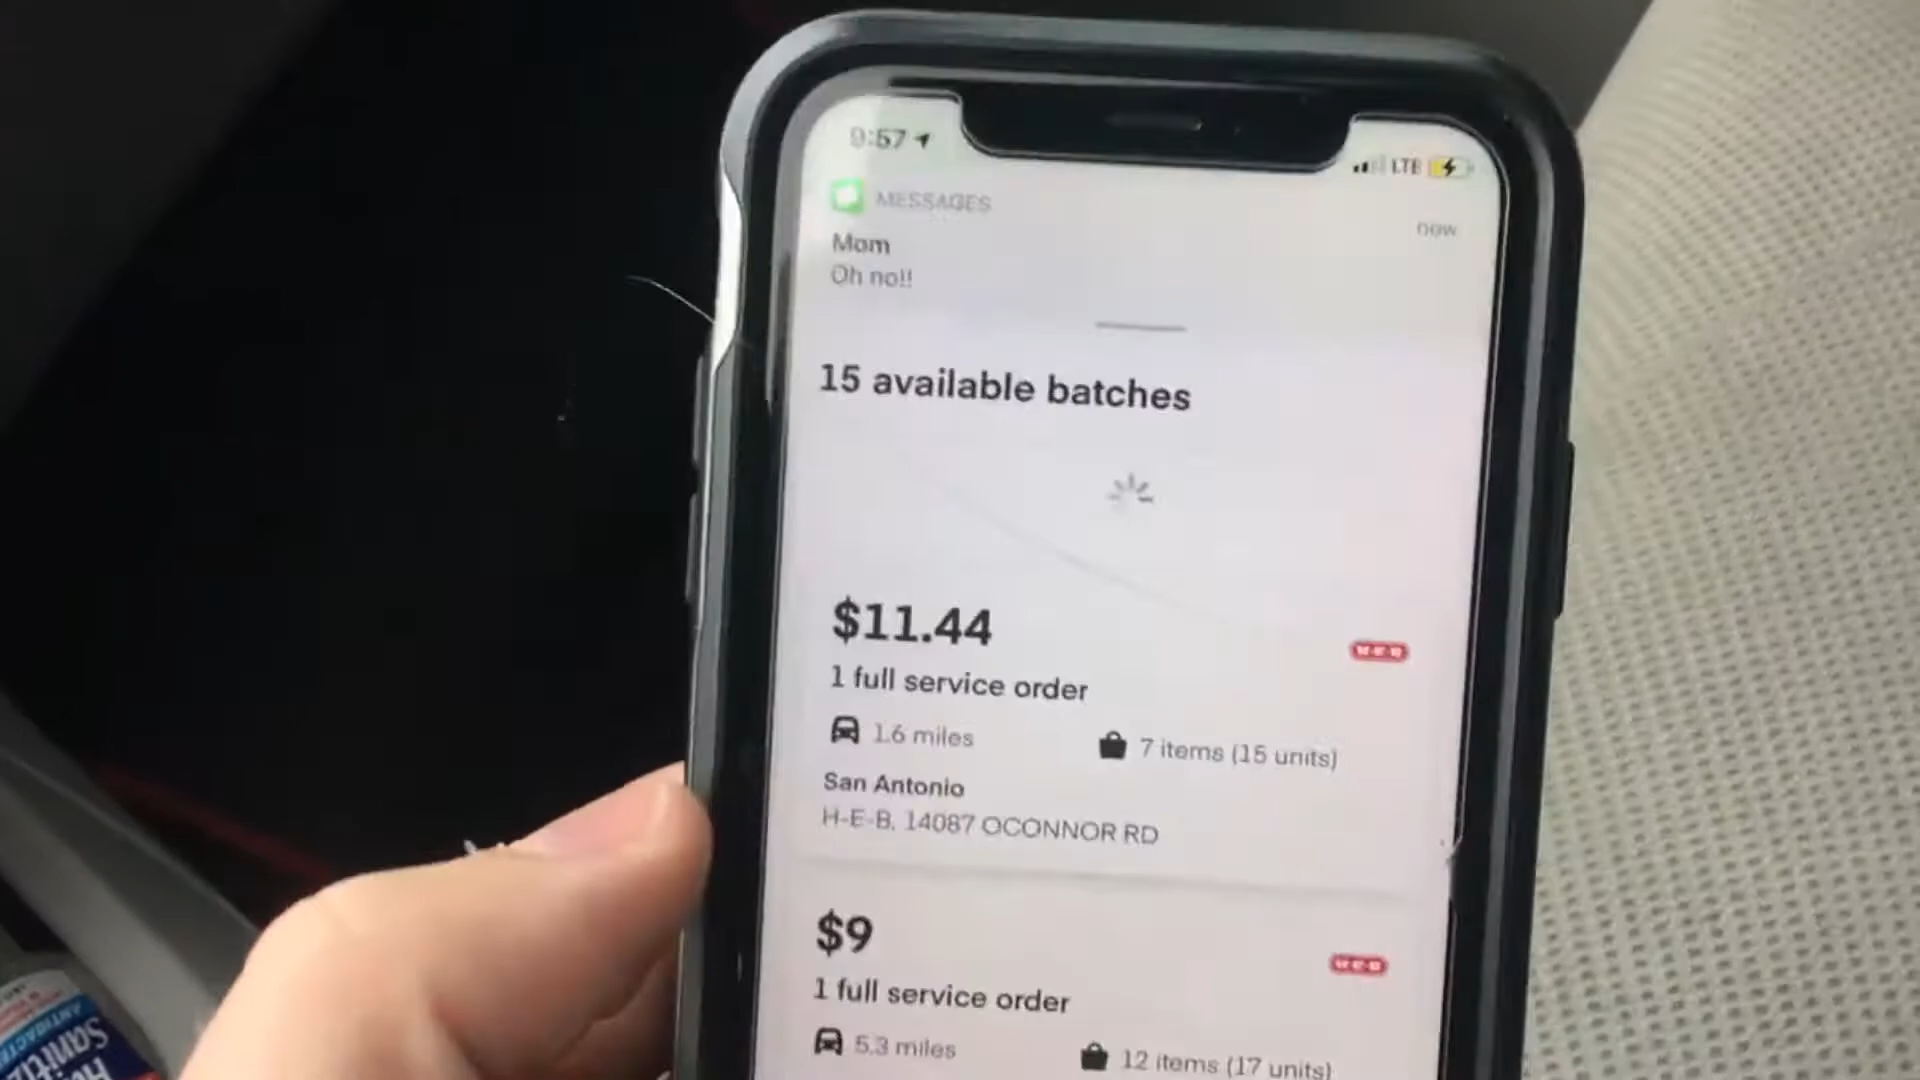 9:57
LTE
MESSAGES
now
Mom
Oh no!!
15 available batches
$11.44
H-E-B
1 full service order
1.6 miles
7 items (15 units)
San Antonio
H-E-B, 14087 OCONNOR RD
$9
H-E-B
1 full service order
5.3 miles
12 items (17 units)